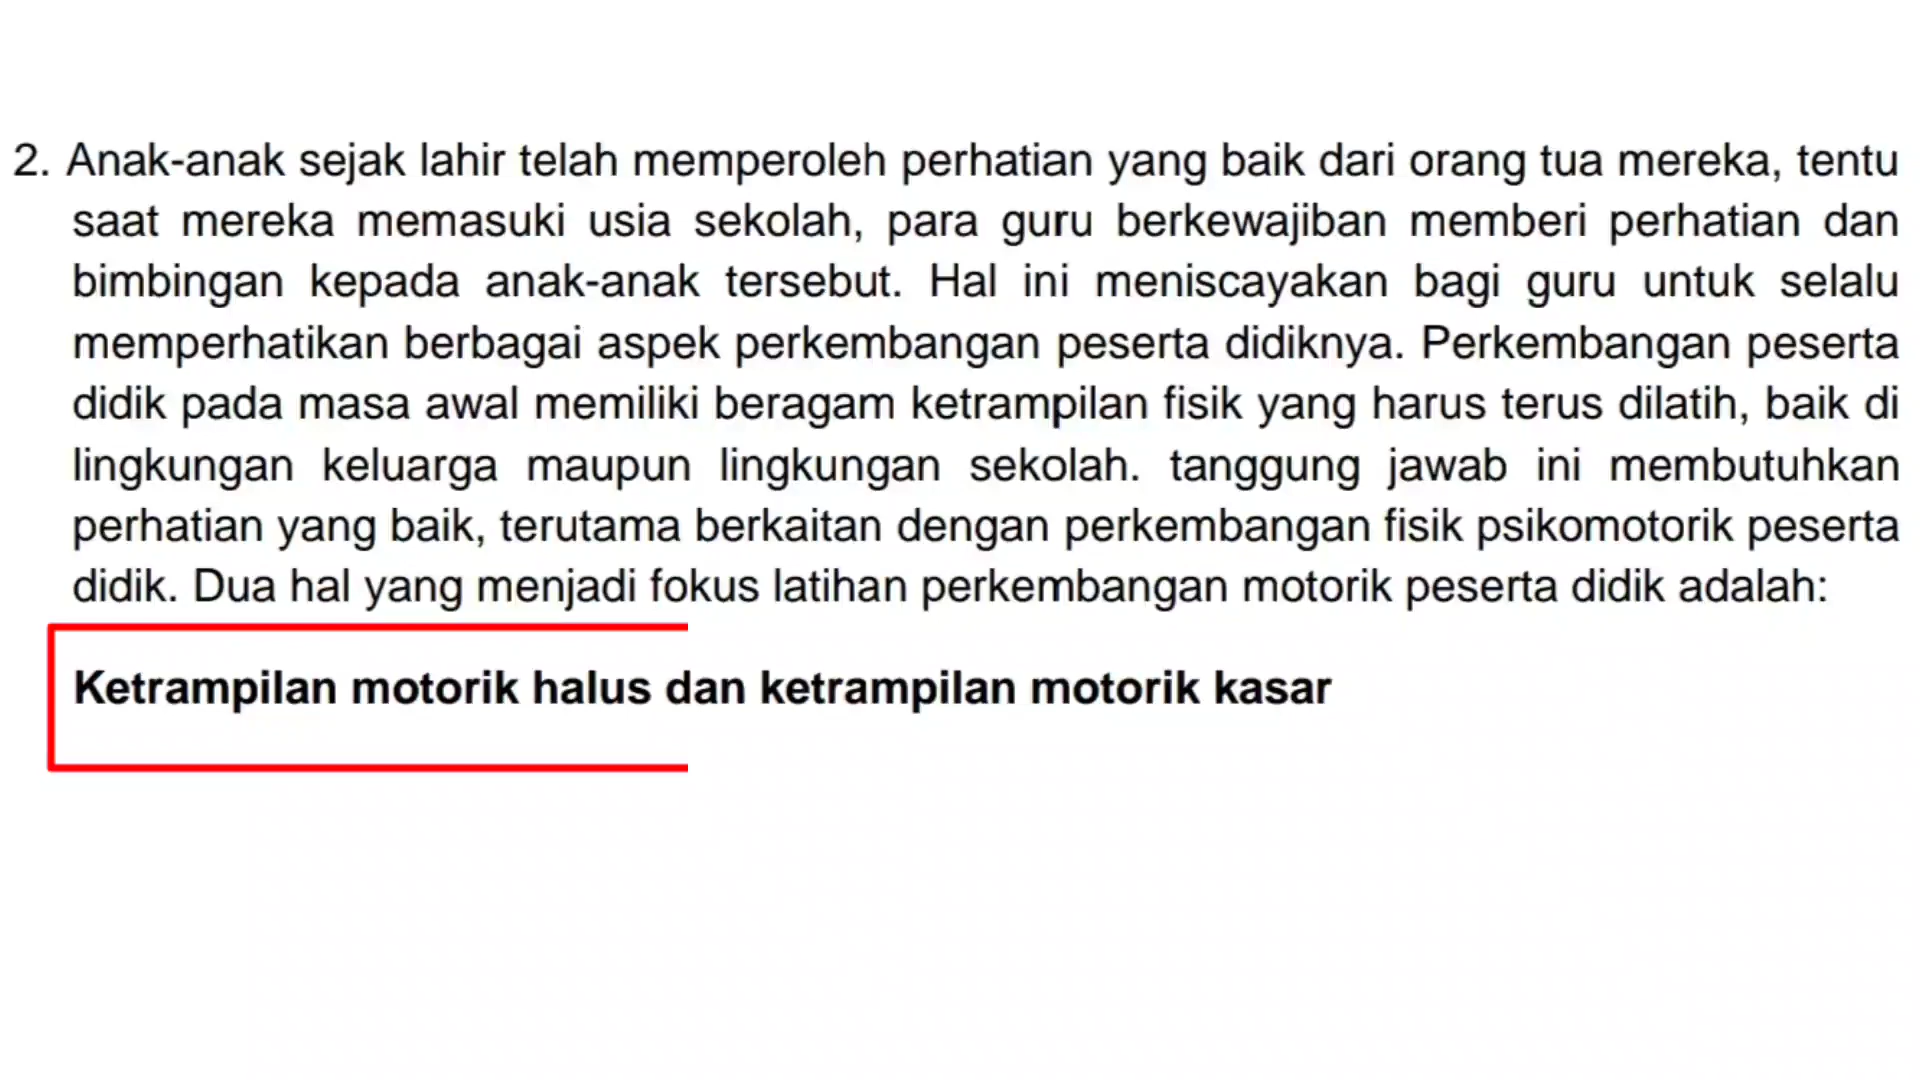 2. Anak-anak sejak lahir telah memperoleh perhatian yang baik dari orang tua mereka, tentu
saat mereka memasuki usia sekolah, para guru berkewajiban memberi perhatian dan
bimbingan kepada anak-anak tersebut. Hal ini meniscayakan bagi guru untuk selalu
memperhatikan berbagai aspek perkembangan peserta didiknya. Perkembangan peserta
didik pada masa awal memiliki beragam ketrampilan fisik yang harus terus dilatih, baik di
lingkungan keluarga maupun lingkungan sekolah. tanggung jawab ini membutuhkan
perhatian yang baik, terutama berkaitan dengan perkembangan fisik psikomotorik peserta
didik. Dua hal yang menjadi fokus latihan perkembangan motorik peserta didik adalah:
Ketrampilan motorik halus dan ketrampilan motorik kasar